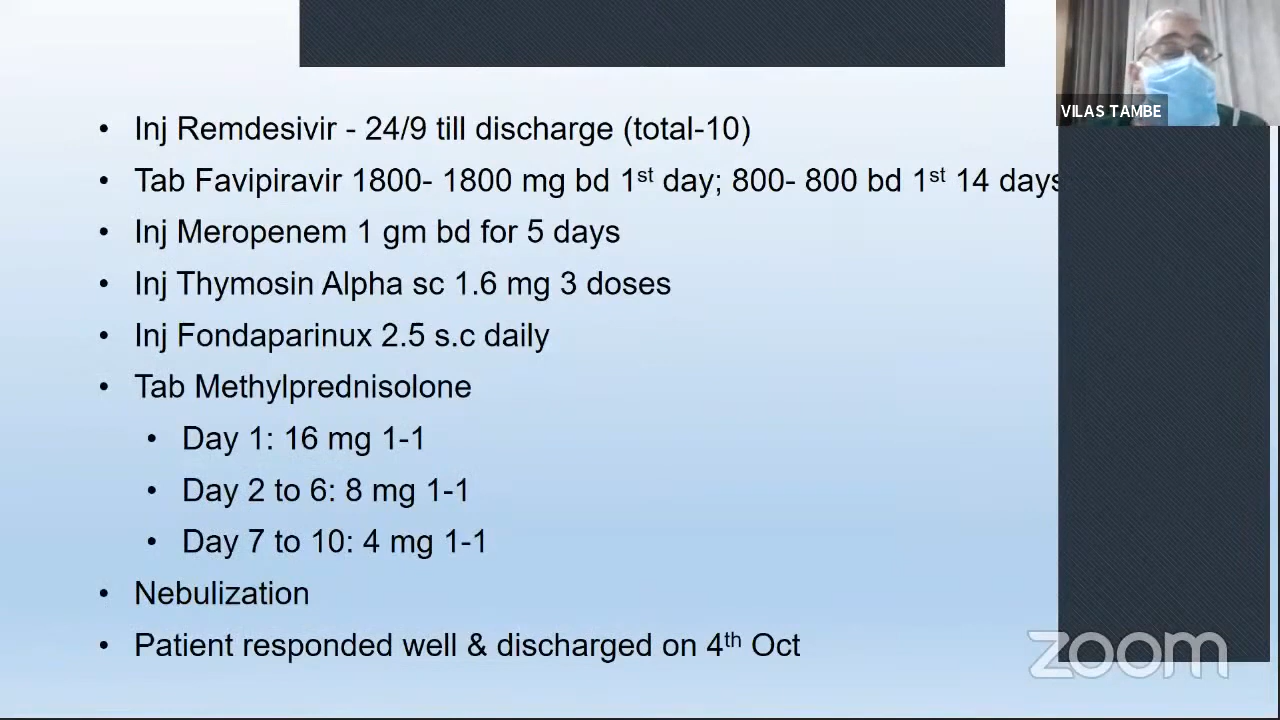 VILAS TAMBE
• Inj Remdesivir - 24/9 till discharge (total-10)
• Tab Favipiravir 1800- 1800 mg bd 1st day; 800- 800 bd 1st 14 days
• Inj Meropenem 1 gm bd for 5 days
• Inj Thymosin Alpha sc 1.6 mg 3 doses
• Inj Fondaparinux 2.5 s.c daily
• Tab Methylprednisolone
• Day 1: 16 mg 1-1
• Day 2 to 6: 8 mg 1-1
• Day 7 to 10: 4 mg 1-1
• Nebulization
• Patient responded well & discharged on 4th Oct
zoom